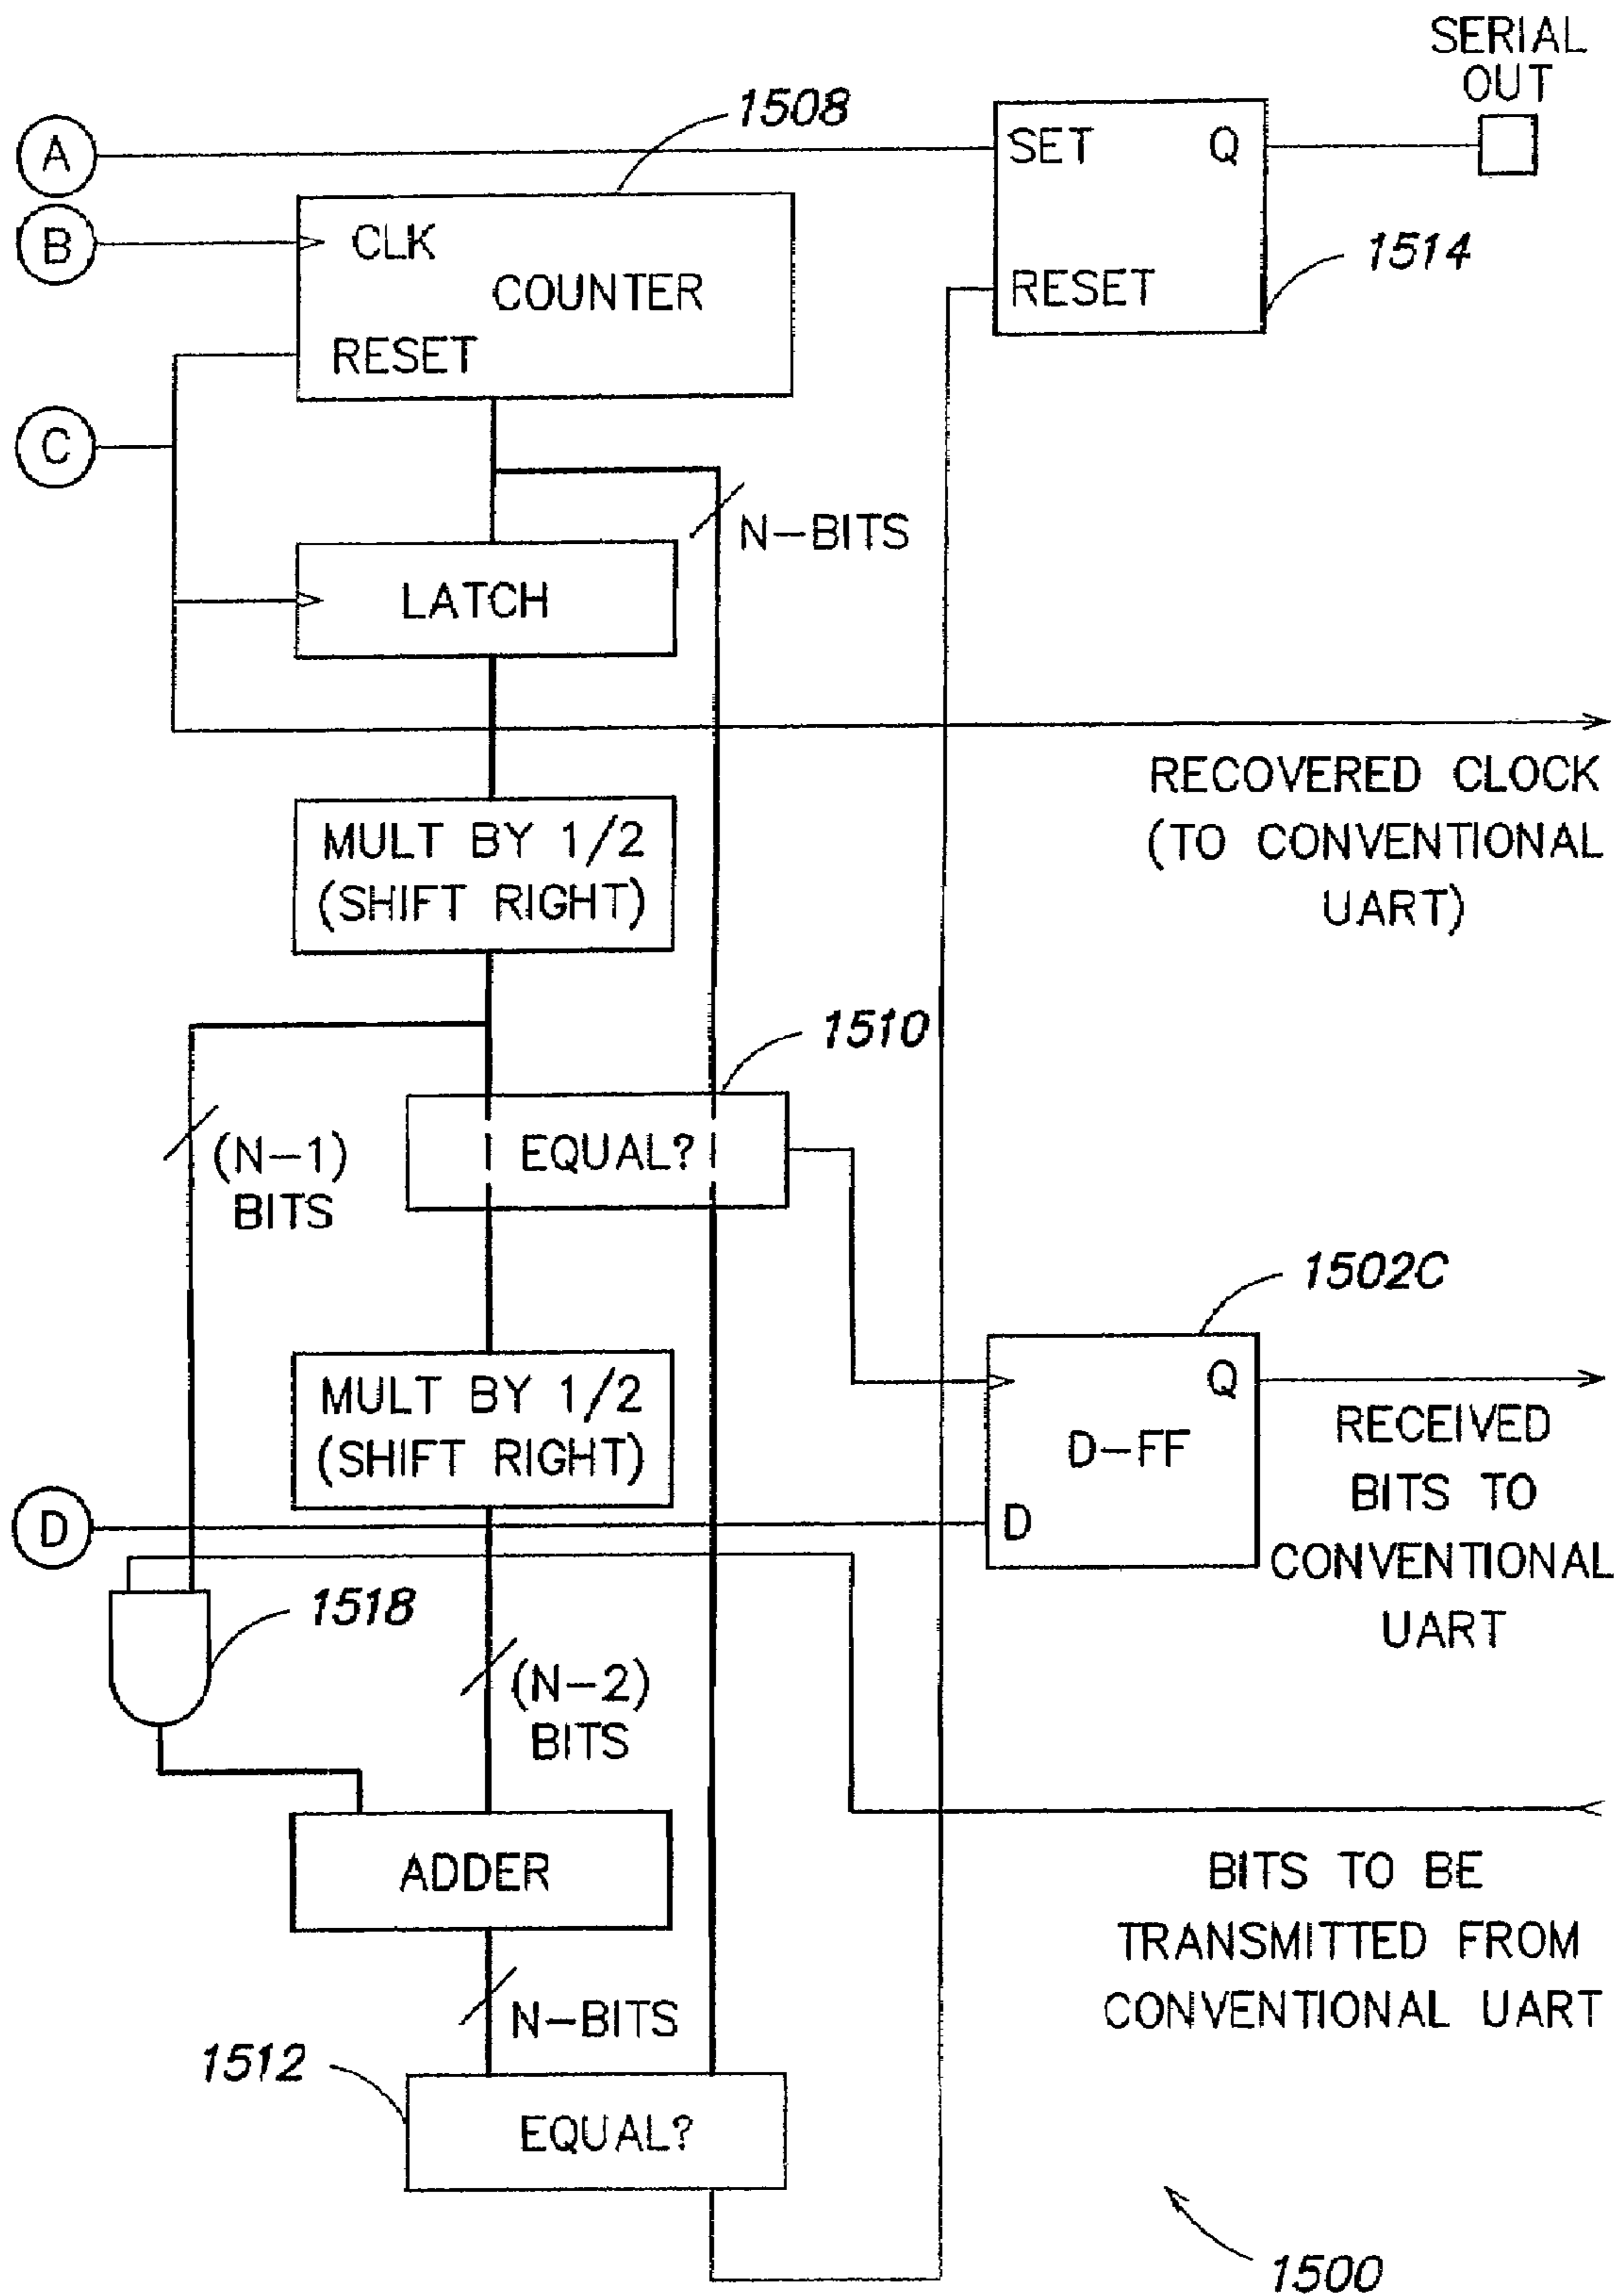 SERIAL
OUT
1508
A
SET
Q
B
CLK
COUNTER
1514
RESET
RESET
C
N-BITS
LATCH
RECOVERED CLOCK
(TO CONVENTIONAL
UART)
MULT BY 1/2
(SHIFT RIGHT)
1510
(N-1)
BITS
EQUAL?
1502C
MULT BY 1/2
(SHIFT RIGHT)
Q
D-FF
D
RECEIVED
BITS TO
CONVENTIONAL
UART
D
1518
(N-2)
BITS
ADDER
BITS TO BE
TRANSMITTED FROM
CONVENTIONAL UART
N-BITS
1512
EQUAL?
1500